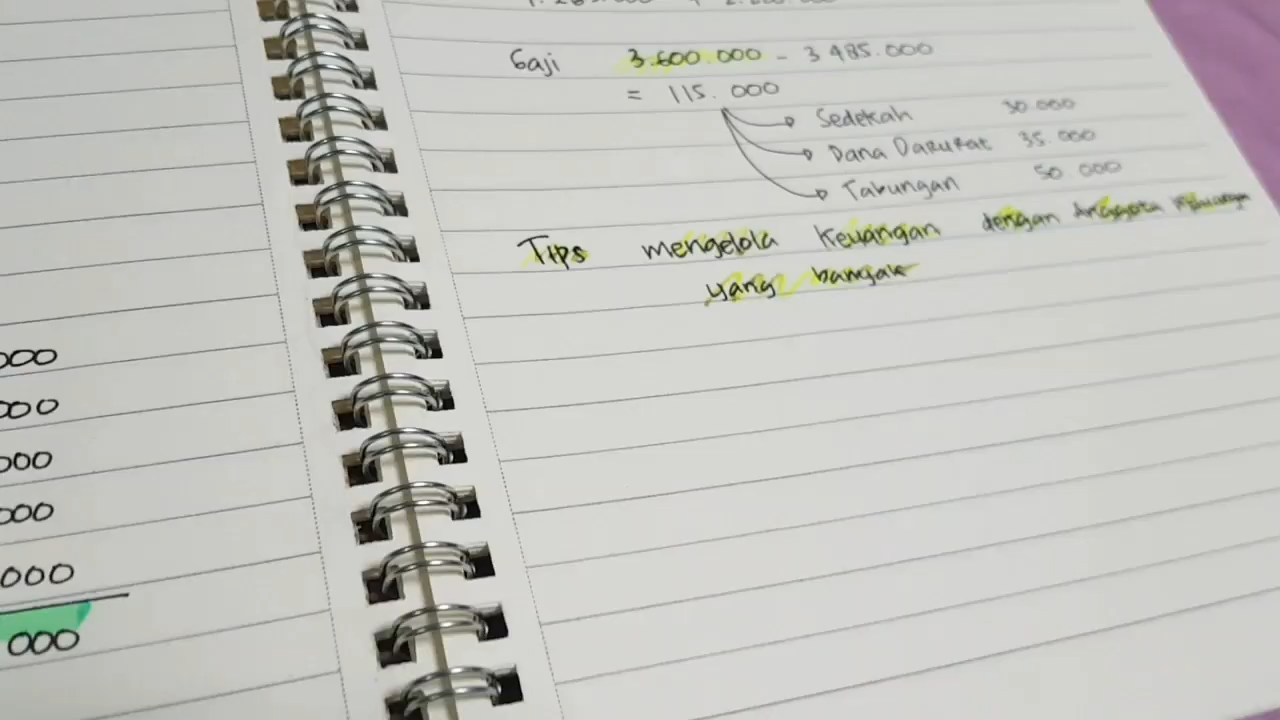 000
000
000
000
000
000
Gaji 3.600.000 - 3 485.000
= 115.000
Sedekah 30.000
Dana Darurat 35.000
Tabungan 50.000
Tips mengelola Keuangan dengan Anggota Keluarga
yang banyak